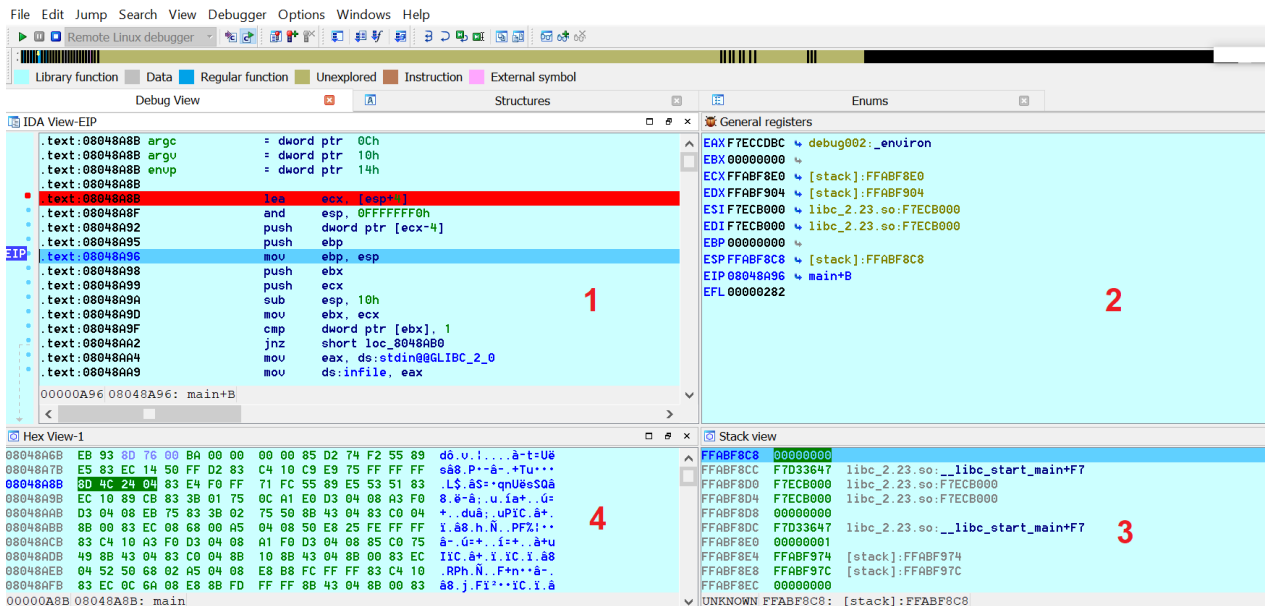 File Edit Jump Search View Debugger Options Windows Help
Remote Linux debugger
Library function Data Regular function Unexplored Instruction External symbol
Debug View Structures Enums
IDA View-EIP
.text:08048A8B argc = dword ptr 0Ch
.text:08048A8B argv = dword ptr 10h
.text:08048A8B envp = dword ptr 14h
.text:08048A8B
.text:08048A8B lea ecx, [esp+4]
.text:08048A8F and esp, 0FFFFFFF0h
.text:08048A92 push dword ptr [ecx-4]
.text:08048A95 push ebp
EIP .text:08048A96 mov ebp, esp
.text:08048A98 push ebx
.text:08048A99 push ecx
.text:08048A9A sub esp, 10h
.text:08048A9D mov ebx, ecx
.text:08048A9F cmp dword ptr [ebx], 1
.text:08048AA2 jnz short loc_8048AB0
.text:08048AA4 mov eax, ds:stdin@@GLIBC_2_0
.text:08048AA9 mov ds:infile, eax
1
00000A96 08048A96: main+B
General registers
EAX F7ECCDBC debug002:_environ
EBX 00000000
ECX FFABF8E0 [stack]:FFABF8E0
EDX FFABF904 [stack]:FFABF904
ESI F7ECB000 libc_2.23.so:F7ECB000
EDI F7ECB000 libc_2.23.so:F7ECB000
EBP 00000000
ESP FFABF8C8 [stack]:FFABF8C8
EIP 08048A96 main+B
EFL 00000282
2
Hex View-1
08048A6B EB 93 8D 76 00 BA 00 00 00 00 85 D2 74 F2 55 89
08048A7B E5 83 EC 14 50 FF D2 83 C4 10 C9 E9 75 FF FF FF
08048A8B 8D 4C 24 04 83 E4 F0 FF 71 FC 55 89 E5 53 51 83
08048A9B EC 10 89 CB 83 3B 01 75 0C A1 E0 D3 04 08 A3 F0
08048AAB D3 04 08 EB 75 83 3B 02 75 50 8B 43 04 83 C0 04
08048ABB 8B 00 83 EC 08 68 00 A5 04 08 50 E8 25 FE FF FF
08048ACB 83 C4 10 A3 F0 D3 04 08 A1 F0 D3 04 08 85 C0 75
08048ADB 49 8B 43 04 83 C0 04 8B 10 8B 43 04 8B 00 83 EC
08048AEB 04 52 50 68 02 A5 04 08 E8 B8 FC FF FF 83 C4 10
08048AFB 83 EC 0C 6A 08 E8 8B FD FF FF 8B 43 04 8B 00 83
4
00000A8B 08048A8B: main
Stack view
FFABF8C8 00000000
FFABF8CC F7D33647 libc_2.23.so:__libc_start_main+F7
FFABF8D0 F7ECB000 libc_2.23.so:F7ECB000
FFABF8D4 F7ECB000 libc_2.23.so:F7ECB000
FFABF8D8 00000000
FFABF8DC F7D33647 libc_2.23.so:__libc_start_main+F7
FFABF8E0 00000001
FFABF8E4 FFABF974 [stack]:FFABF974
FFABF8E8 FFABF97C [stack]:FFABF97C
FFABF8EC 00000000
3
UNKNOWN FFABF8C8: [stack]:FFABF8C8